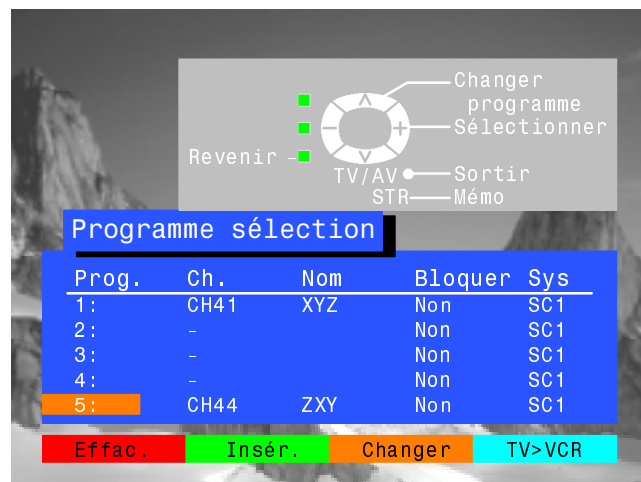 Changer
programme
Sélectionner
Revenir
TV/AV Sortir
STR Mémo
Programme sélection
Prog. Ch. Nom Bloquer Sys
1: CH41 XYZ Non SC1
2: - Non SC1
3: - Non SC1
4: - Non SC1
5: CH44 ZXY Non SC1
Effac. Insér. Changer TV>VCR